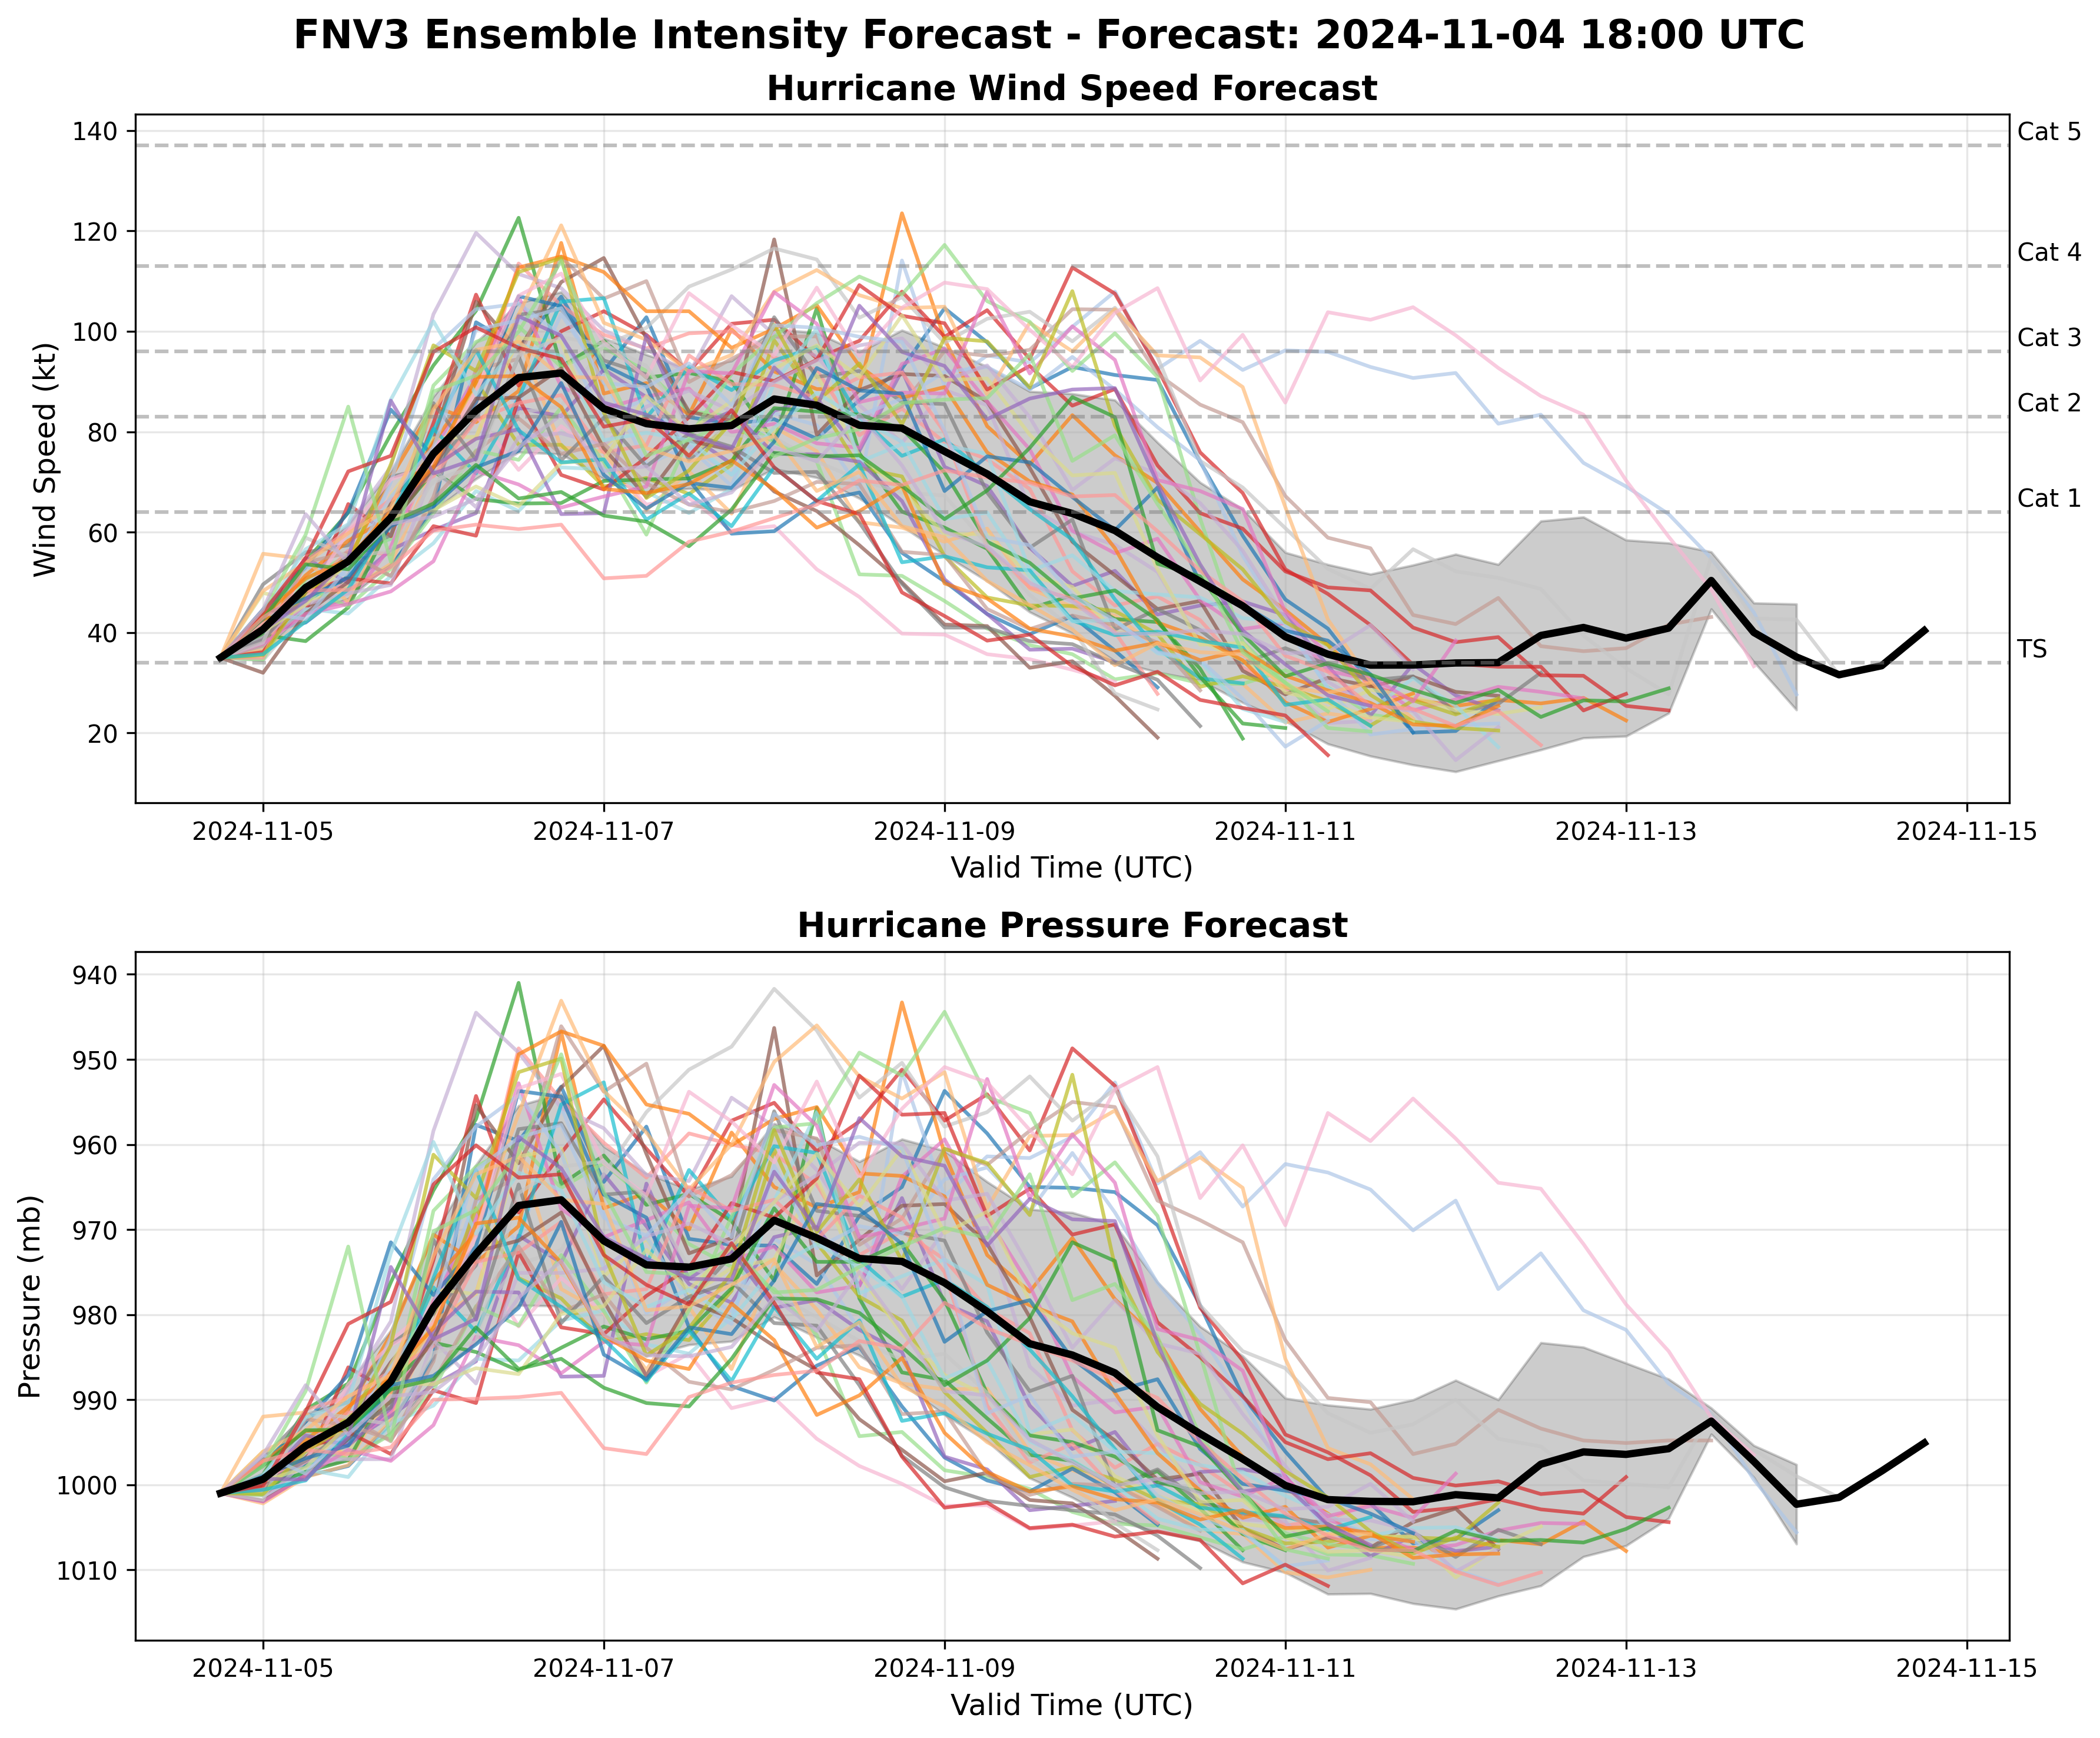 FNV3 Ensemble Intensity Forecast - Forecast: 2024-11-04 18:00 UTC
Hurricane Wind Speed Forecast
140
120
100
80
60
40
20
Wind Speed (kt)
Cat 5
Cat 4
Cat 3
Cat 2
Cat 1
TS
2024-11-05
2024-11-07
2024-11-09
2024-11-11
2024-11-13
2024-11-15
Valid Time (UTC)
Hurricane Pressure Forecast
940
950
960
970
980
990
1000
1010
Pressure (mb)
2024-11-05
2024-11-07
2024-11-09
2024-11-11
2024-11-13
2024-11-15
Valid Time (UTC)